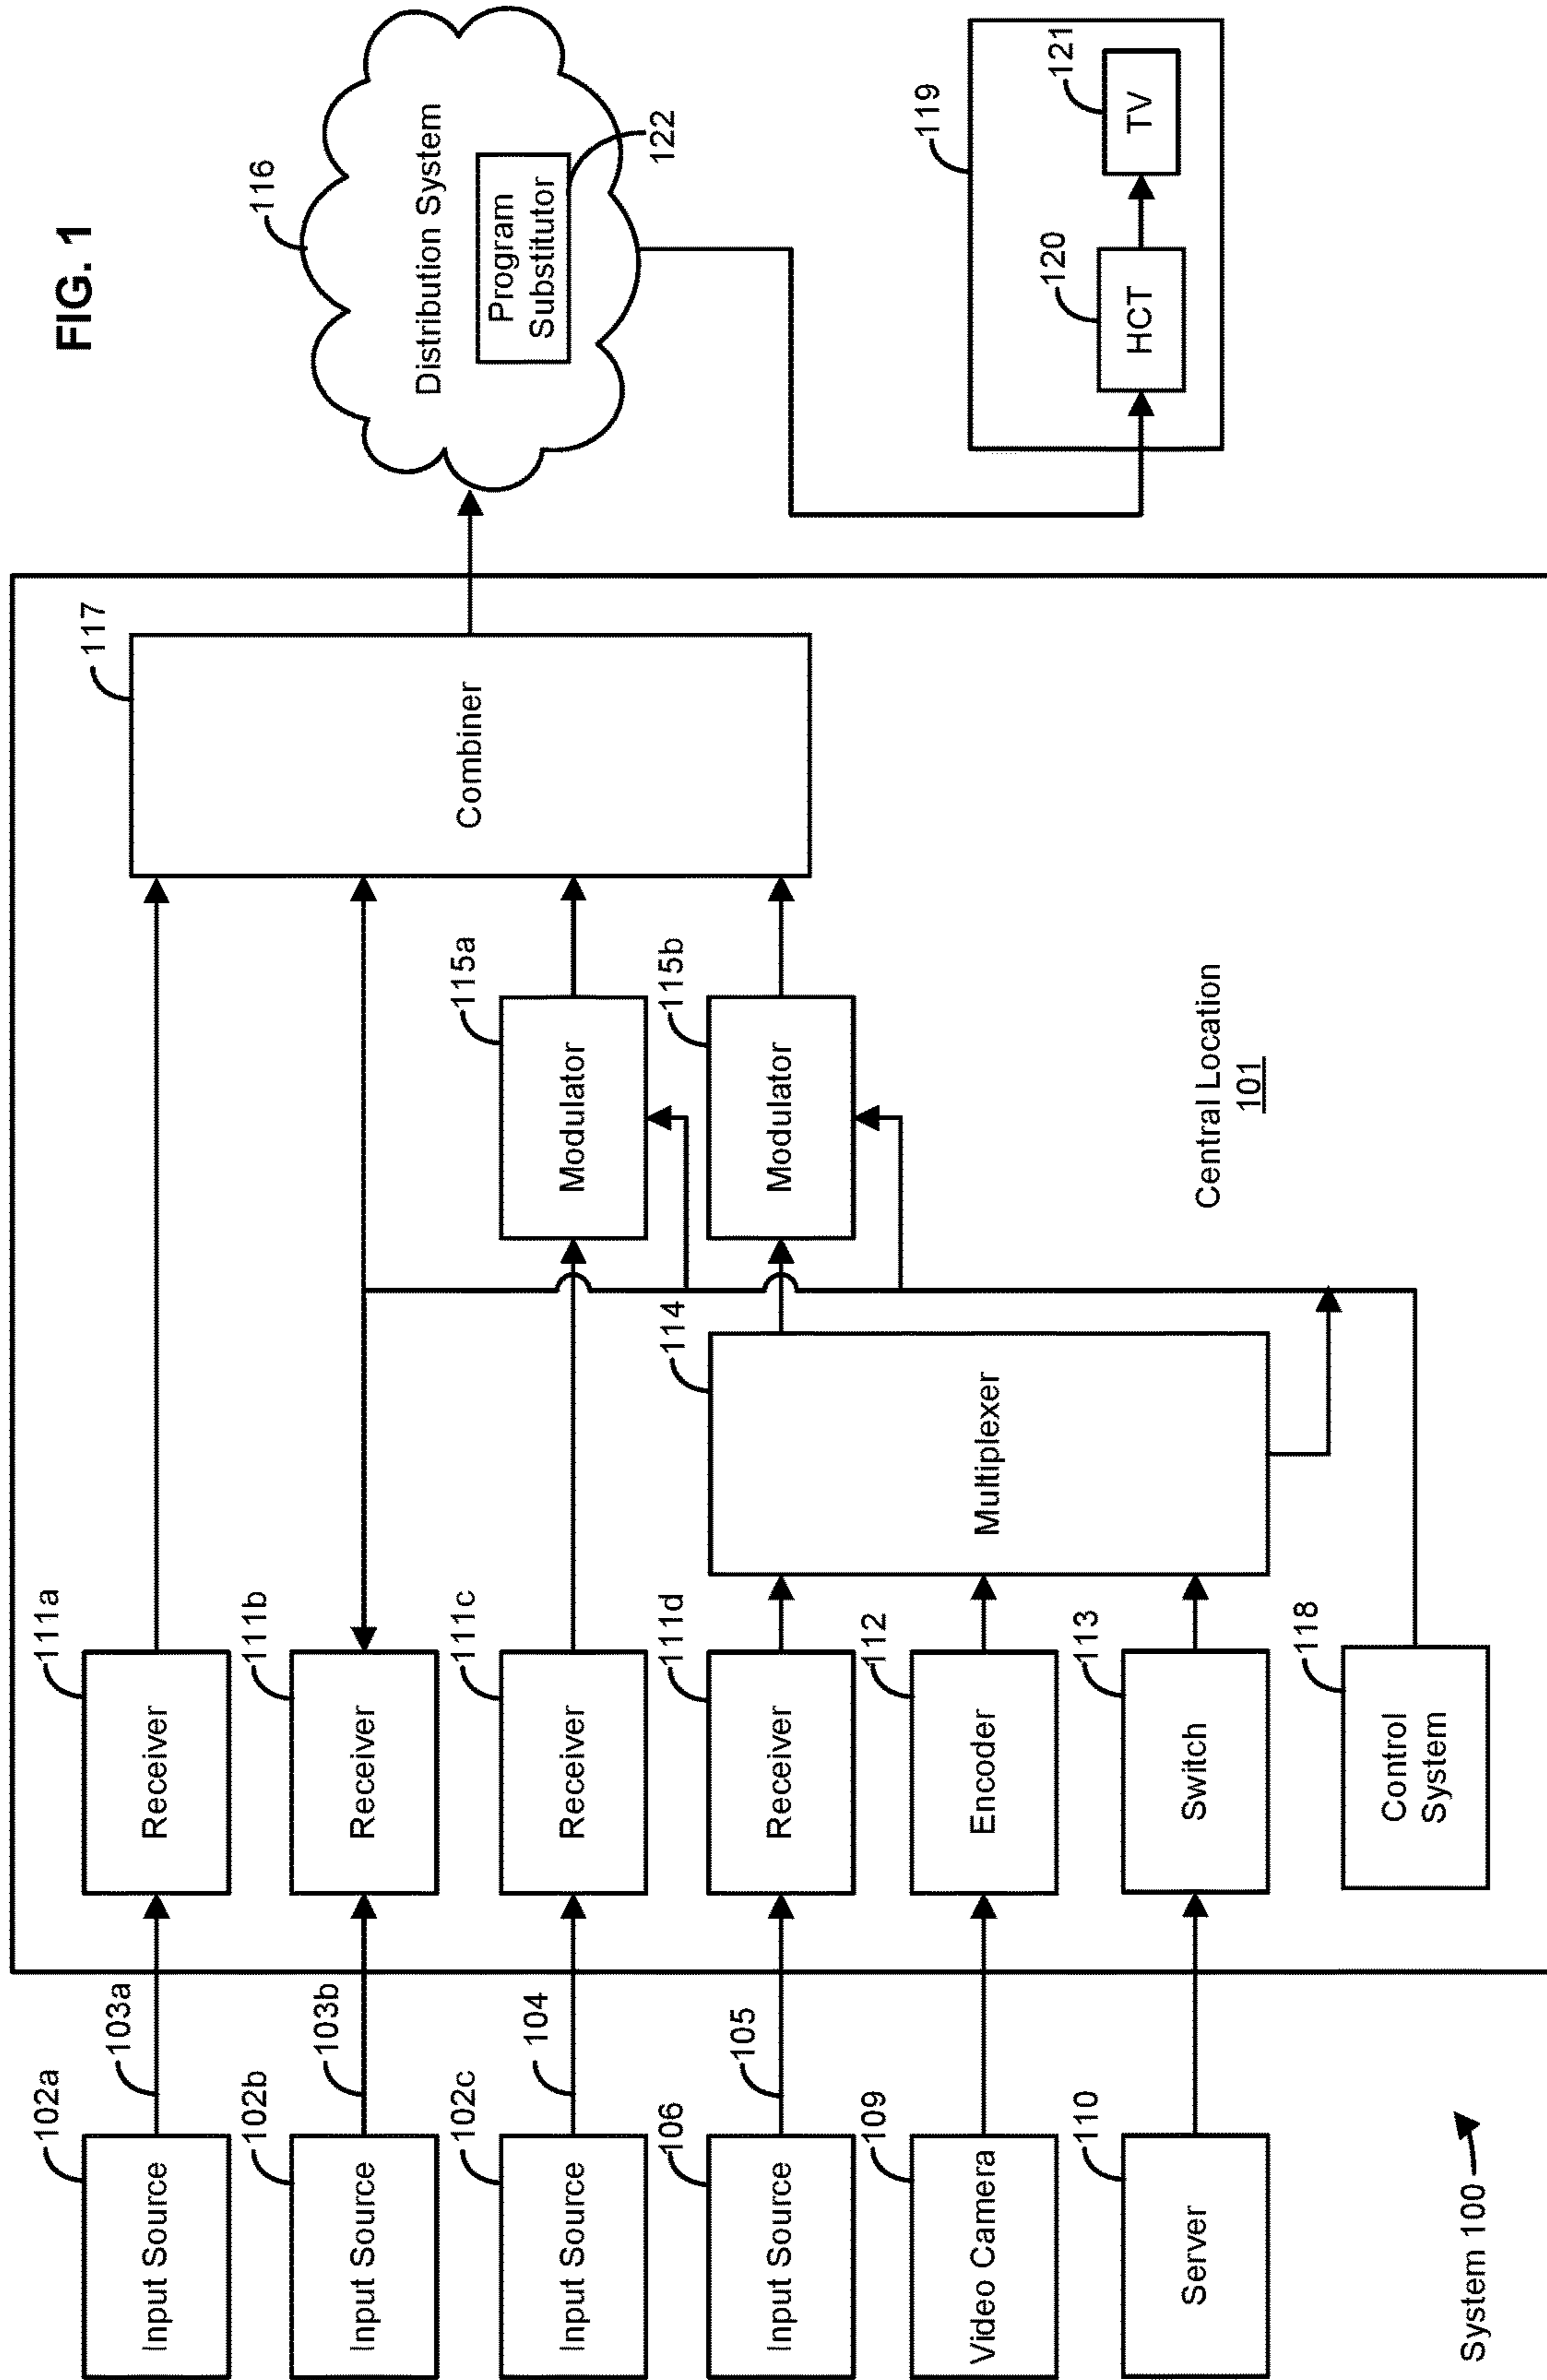 FIG. 1
102a
Input Source
103a
111a
Receiver
102b
Input Source
103b
111b
Receiver
102c
Input Source
104
111c
Receiver
106
Input Source
105
111d
Receiver
109
Video Camera
112
Encoder
110
Server
113
Switch
118
Control
System
114
Multiplexer
115a
Modulator
115b
Modulator
117
Combiner
Central Location
101
116
Distribution System
Program
Substitutor
122
119
120
HCT
121
TV
System 100